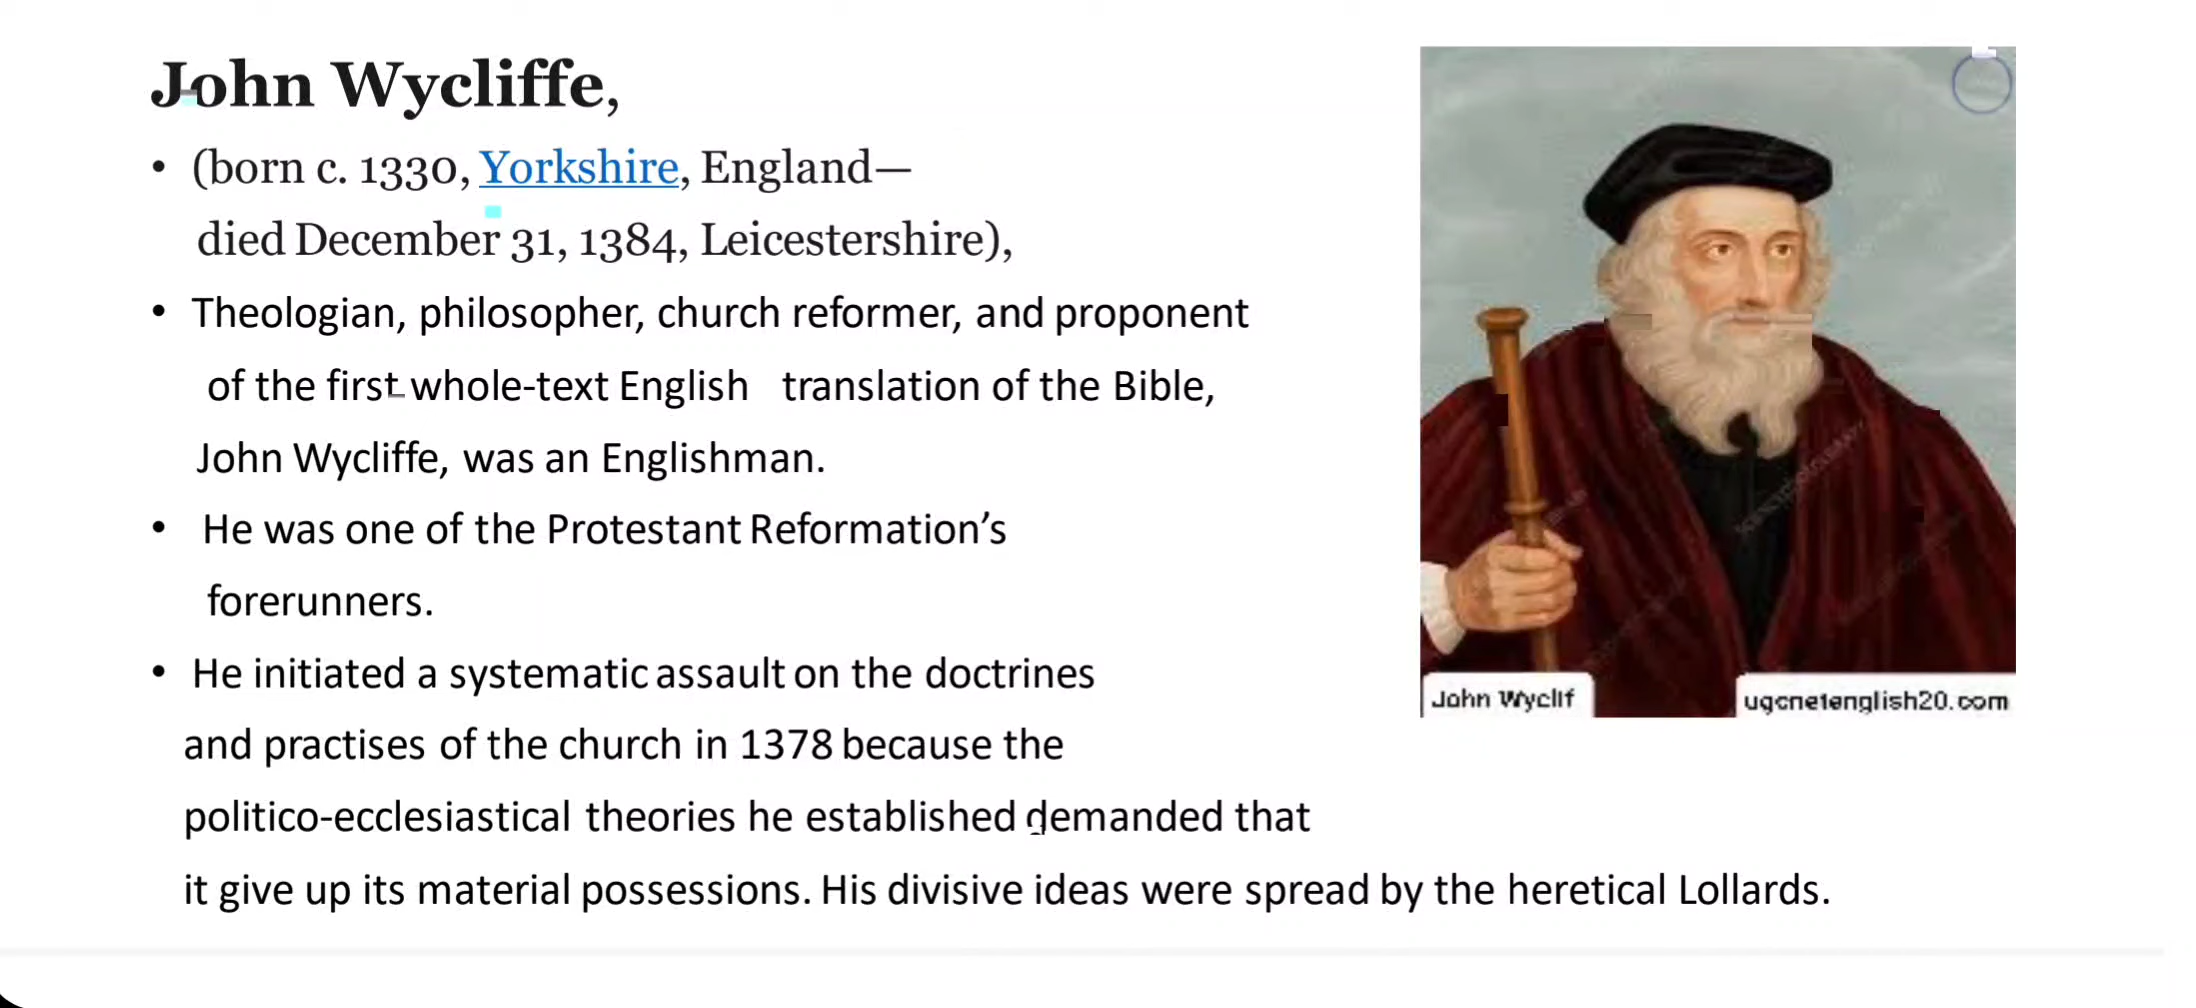 John Wycliffe,
• (born c. 1330, Yorkshire, England—
died December 31, 1384, Leicestershire),
• Theologian, philosopher, church reformer, and proponent
of the first whole-text English translation of the Bible,
John Wycliffe, was an Englishman.
• He was one of the Protestant Reformation’s
forerunners.
• He initiated a systematic assault on the doctrines
and practises of the church in 1378 because the
politico-ecclesiastical theories he established demanded that
it give up its material possessions. His divisive ideas were spread by the heretical Lollards.
John Wyclif
ugcnetenglish20.com